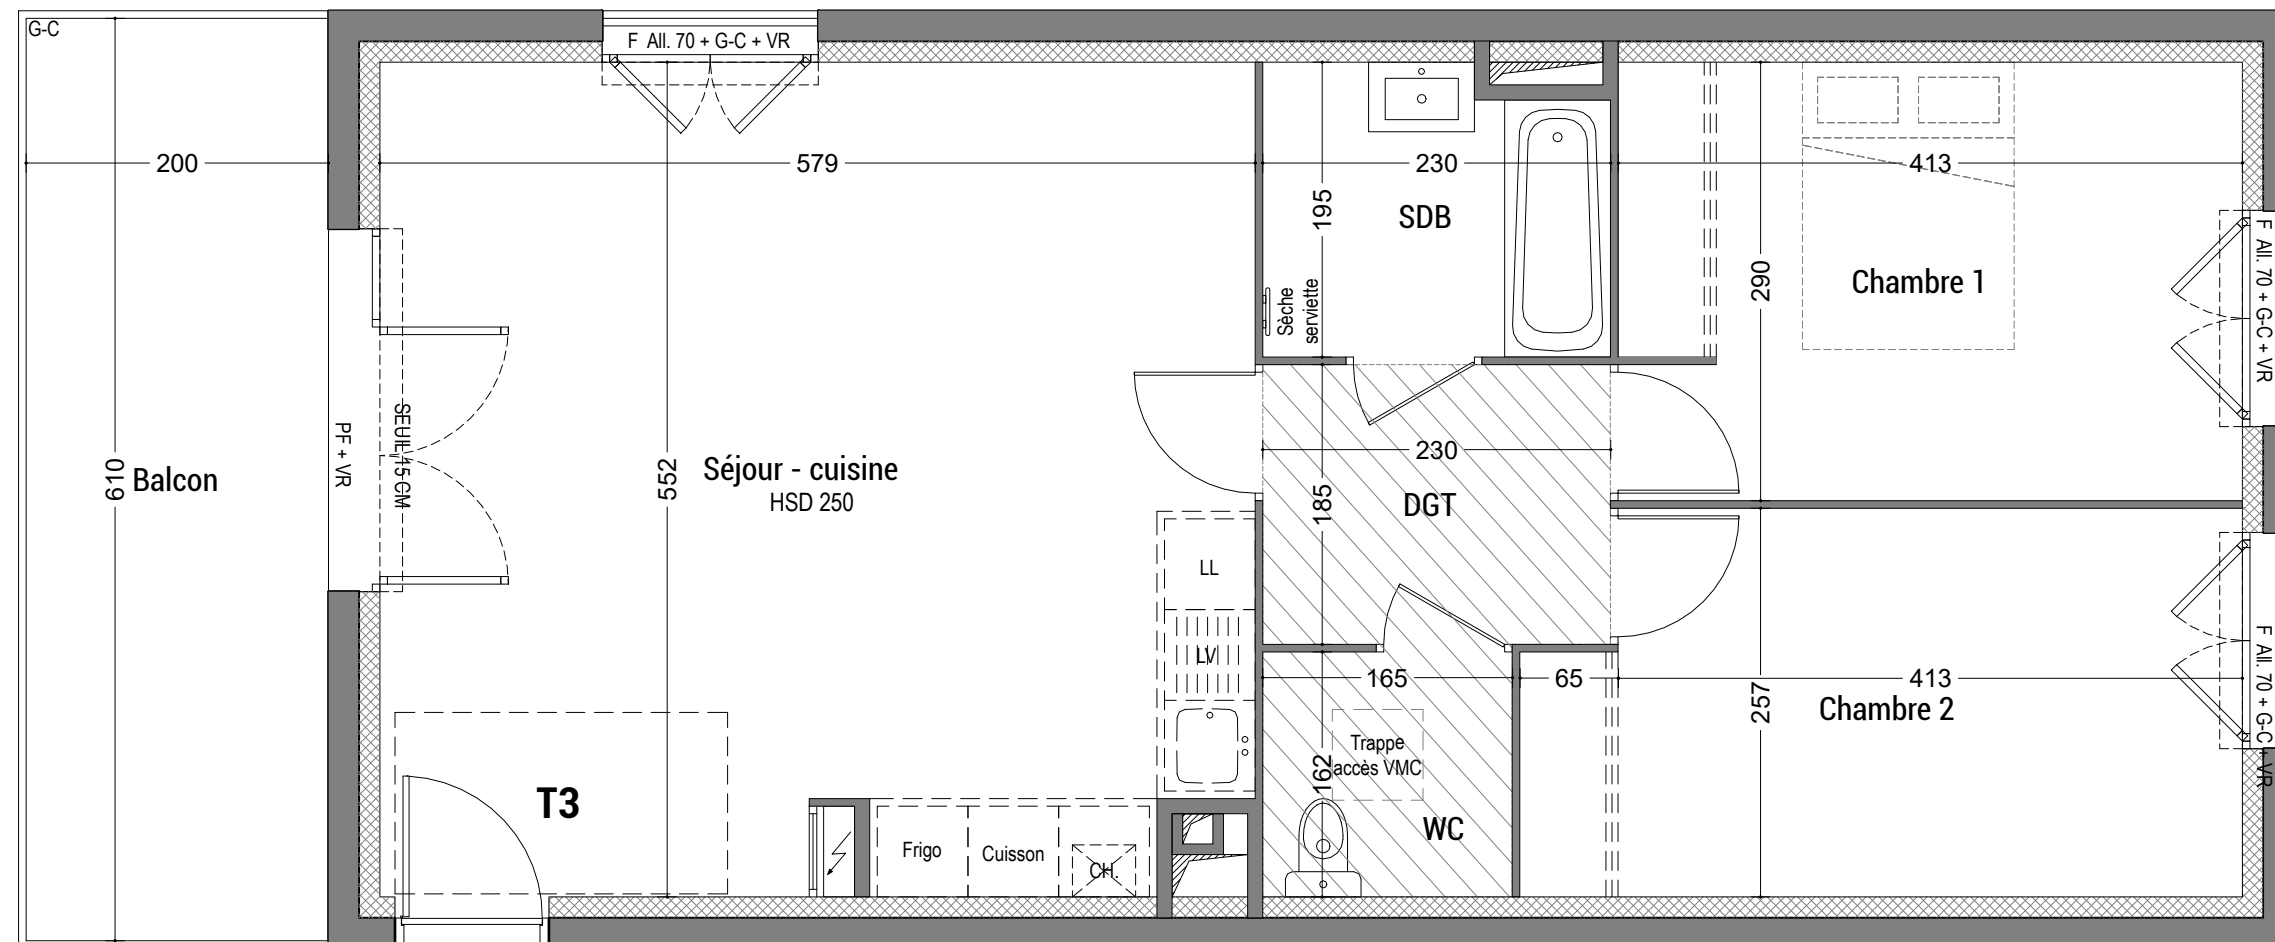 G-C
F All. 70 + G-C + VR
200
579
230
413
195
SDB
Sèche
serviette
290
Chambre 1
F All. 70 + G-C + VR
610
Balcon
PF + VR
SEUIL 15 CM
552
Séjour - cuisine
HSD 250
230
185
DGT
LL
LV
165
65
413
257
Chambre 2
F All. 70 + G-C + VR
Trappe
accès VMC
162
WC
T3
Frigo
Cuisson
CH.